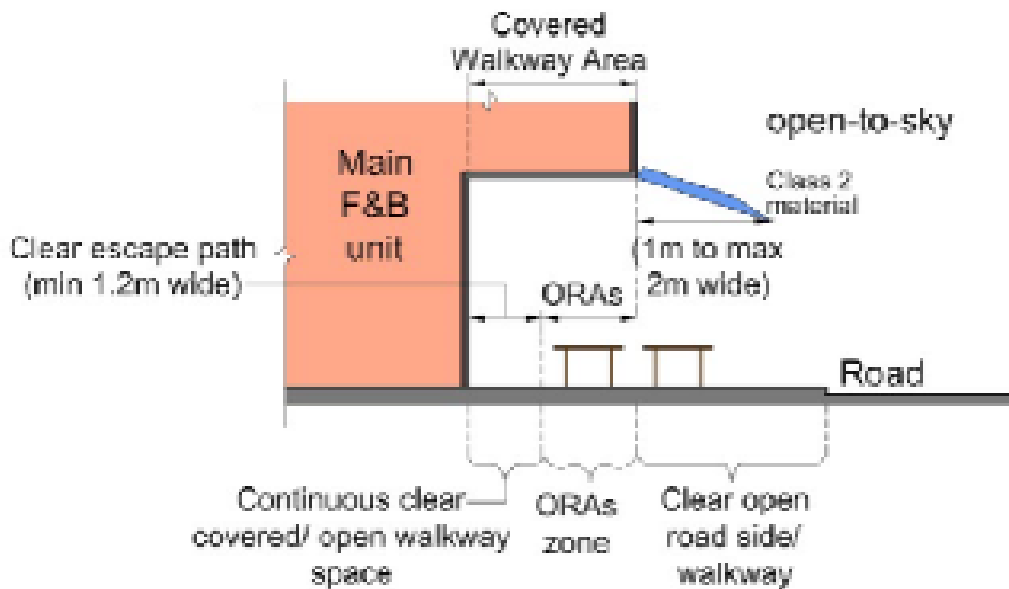 Covered
Walkway Area
open-to-sky
Main
F&B
unit
Class 2
material
Clear escape path
(min 1.2m wide)
(1m to max
2m wide)
ORAs
Road
Continuous clear
covered/ open walkway
space
ORAs
zone
Clear open
road side/
walkway